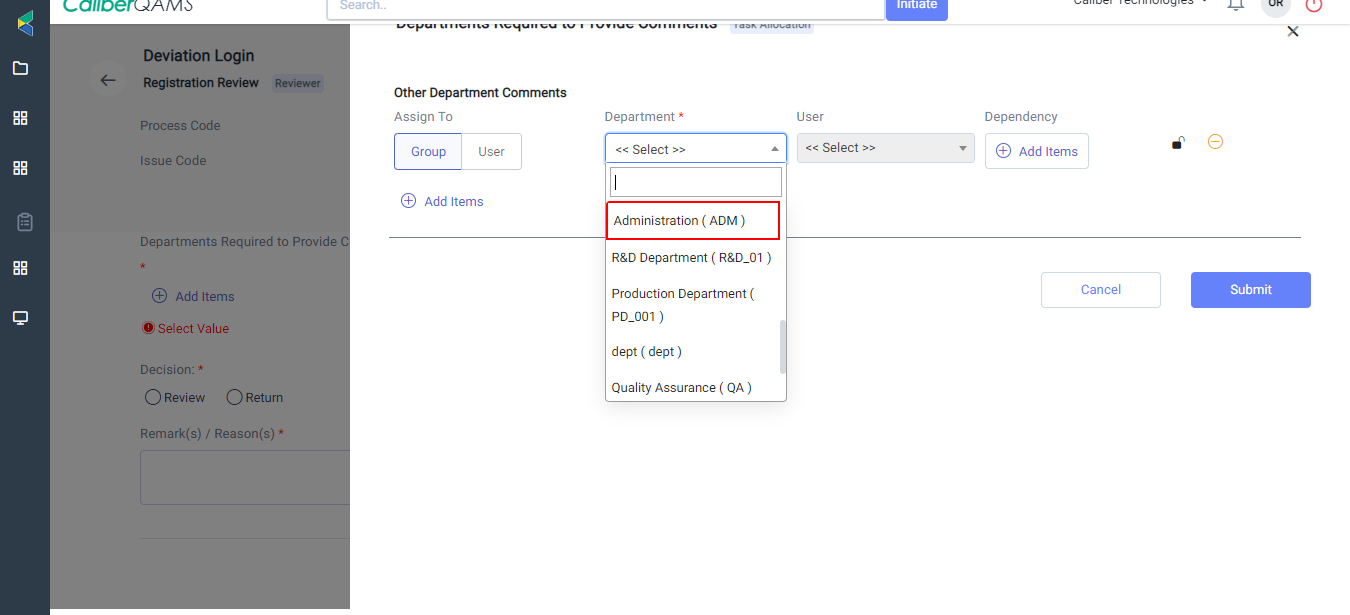 CaliberQAMS
Search..
Initiate
Caliber Technologies
UR
Deviation Login
Registration Review
Reviewer
Process Code
Issue Code
Departments Required to Provide C
*
Add Items
Select Value
Decision: *
Review
Return
Remark(s) / Reason(s) *
Departments Required to Provide Comments
Task Allocation
Other Department Comments
Assign To
Department *
User
Dependency
Group
User
<< Select >>
<< Select >>
Add Items
Add Items
Administration ( ADM )
R&D Department ( R&D_01 )
Production Department (
PD_001 )
dept ( dept )
Quality Assurance ( QA )
Cancel
Submit